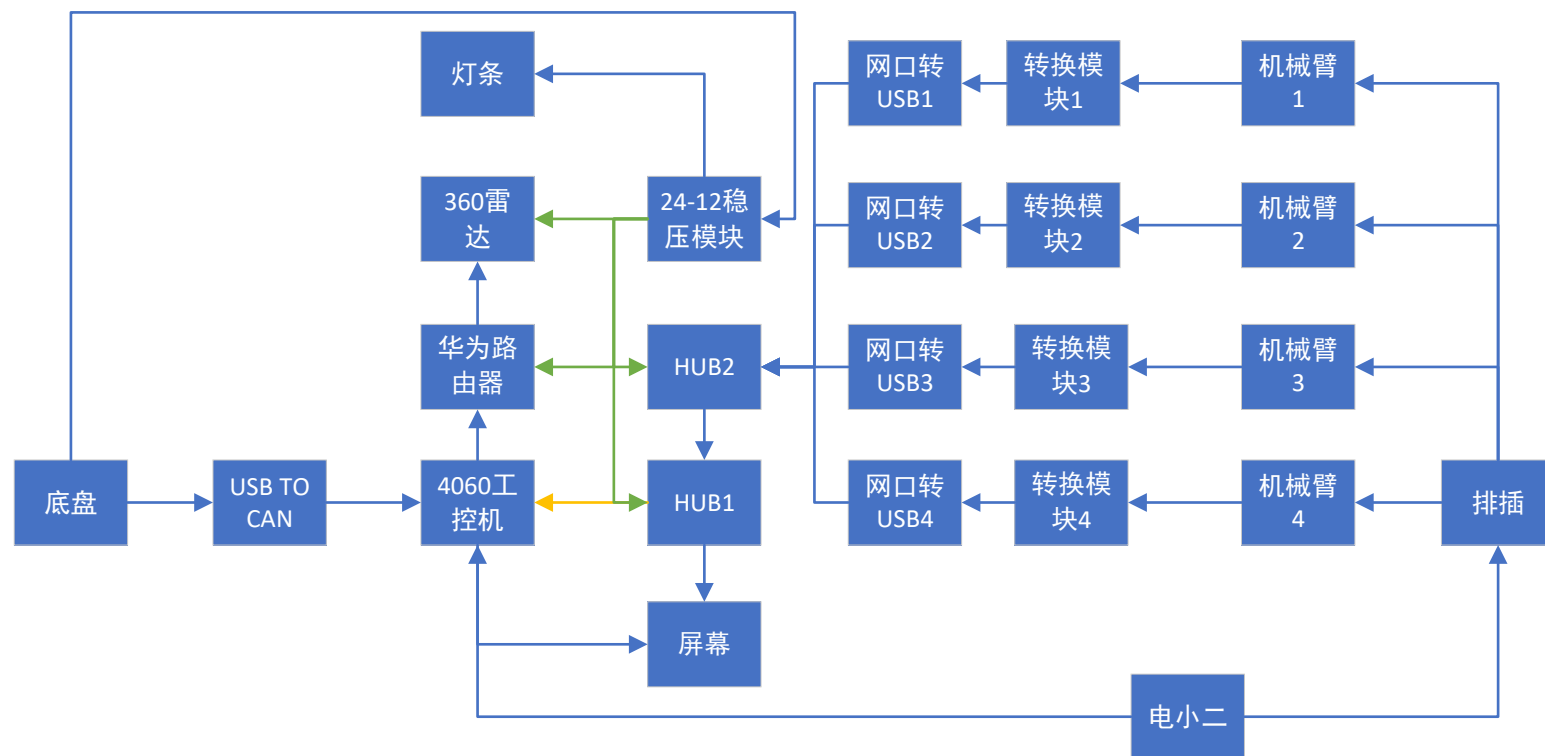 灯条
网口转
USB1
转换模
块1
机械臂
1
360雷
达
24-12稳
压模块
网口转
USB2
转换模
块2
机械臂
2
华为路
由器
HUB2
网口转
USB3
转换模
块3
机械臂
3
底盘
USB TO
CAN
4060工
控机
HUB1
网口转
USB4
转换模
块4
机械臂
4
排插
屏幕
电小二